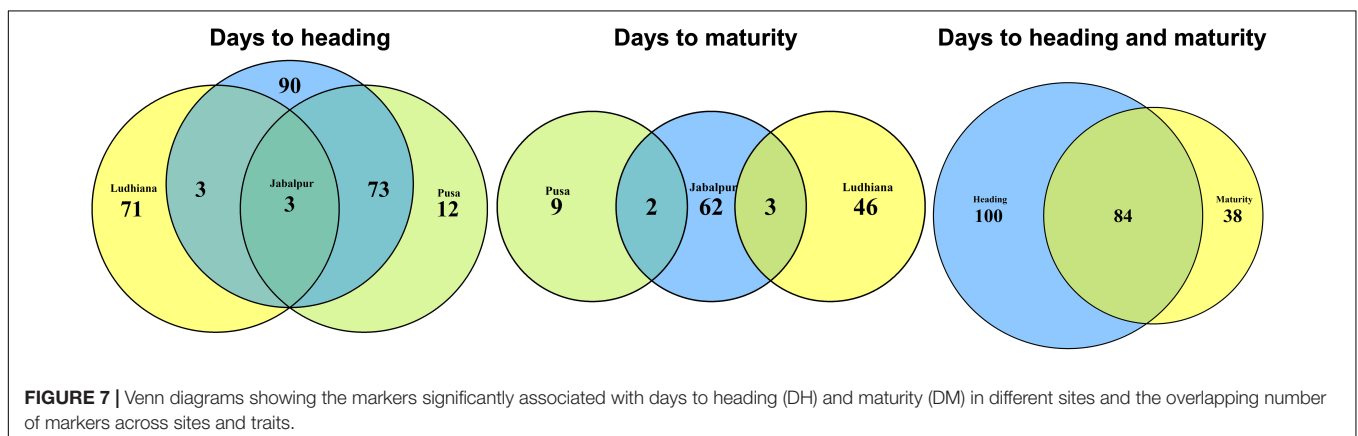 Days to heading
Days to maturity
Days to heading and maturity
90
Ludhiana
71
3
Jabalpur
3
73
Pusa
12
Pusa
9
2
Jabalpur
62
3
Ludhiana
46
Heading
100
84
Maturity
38
FIGURE 7 | Venn diagrams showing the markers significantly associated with days to heading (DH) and maturity (DM) in different sites and the overlapping number
of markers across sites and traits.